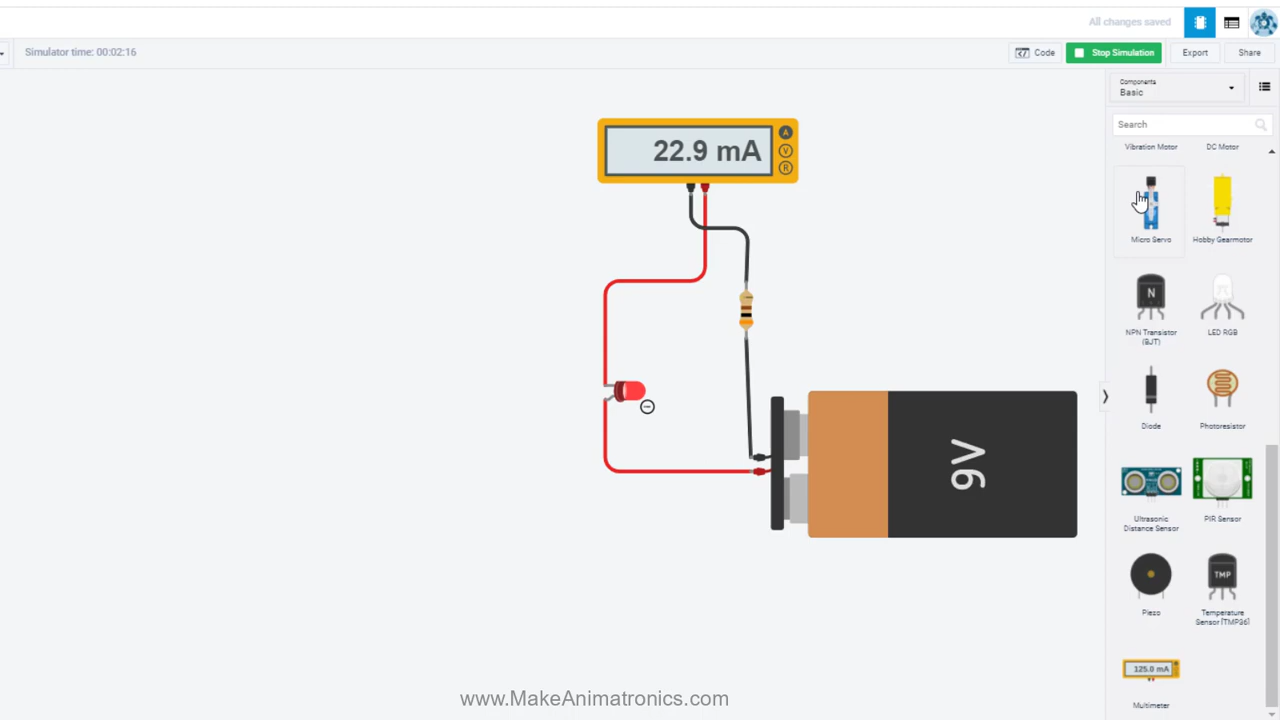 All changes saved
Simulator time: 00:02:16
Code
Stop Simulation
Export
Share
Components
Basic
Search
Vibration Motor
DC Motor
22.9 mA
A
V
R
Micro Servo
Hobby Gearmotor
N
NPN Transistor
(BJT)
LED RGB
Diode
Photoresistor
9V
Ultrasonic
Distance Sensor
PIR Sensor
TMP
Piezo
Temperature
Sensor [TMP36]
125.0 mA
Multimeter
www.MakeAnimatronics.com